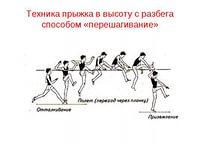 Техника прыжка в высоту с разбега
способом «перешагивание»
Полет (переход через планку)
Отталкивание
Приземление